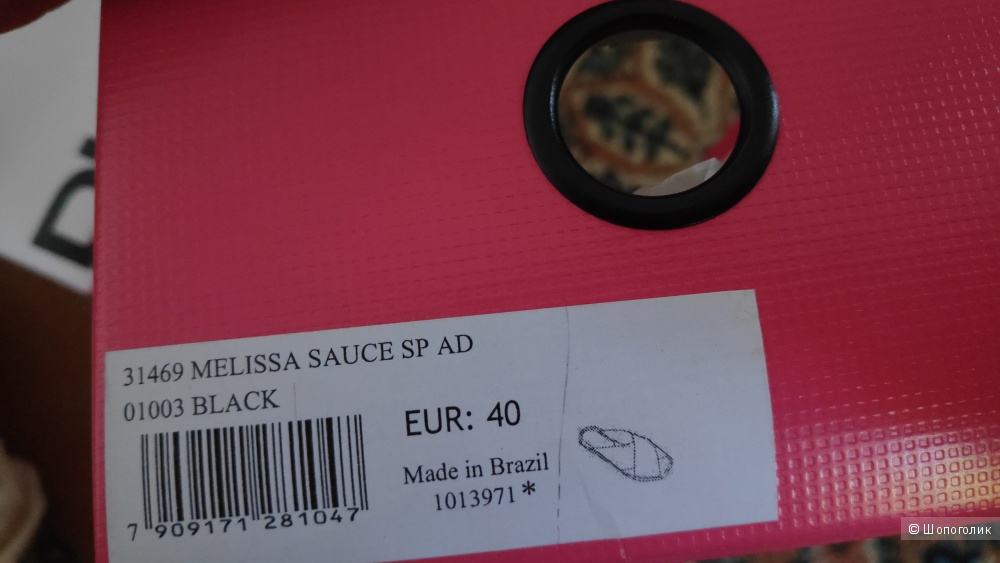 31469 MELISSA SAUCE SP AD
01003 BLACK
EUR: 40
Made in Brazil
1013971*
7 909171 281047
© Шопоголик